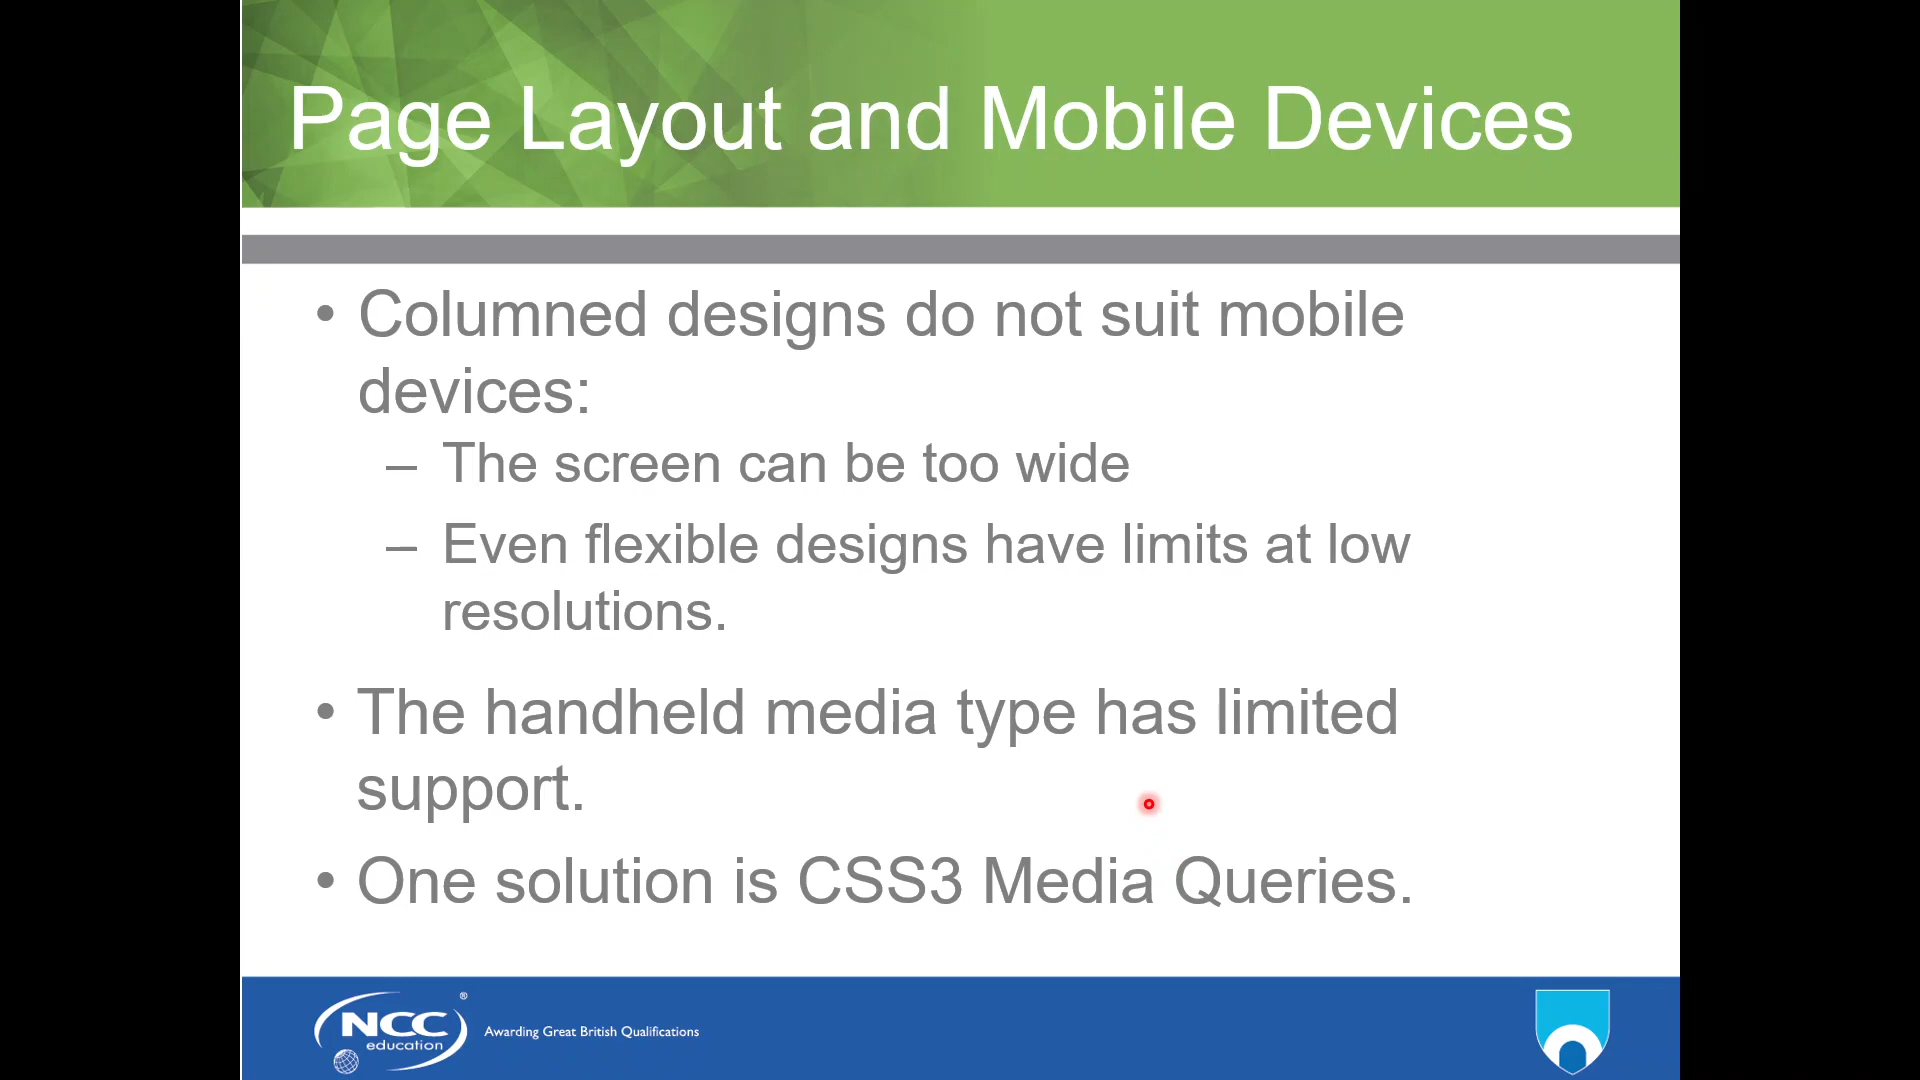 Page Layout and Mobile Devices
• Columned designs do not suit mobile
devices:
– The screen can be too wide
– Even flexible designs have limits at low
resolutions.
• The handheld media type has limited
support.
• One solution is CSS3 Media Queries.
NCC ®
education
Awarding Great British Qualifications